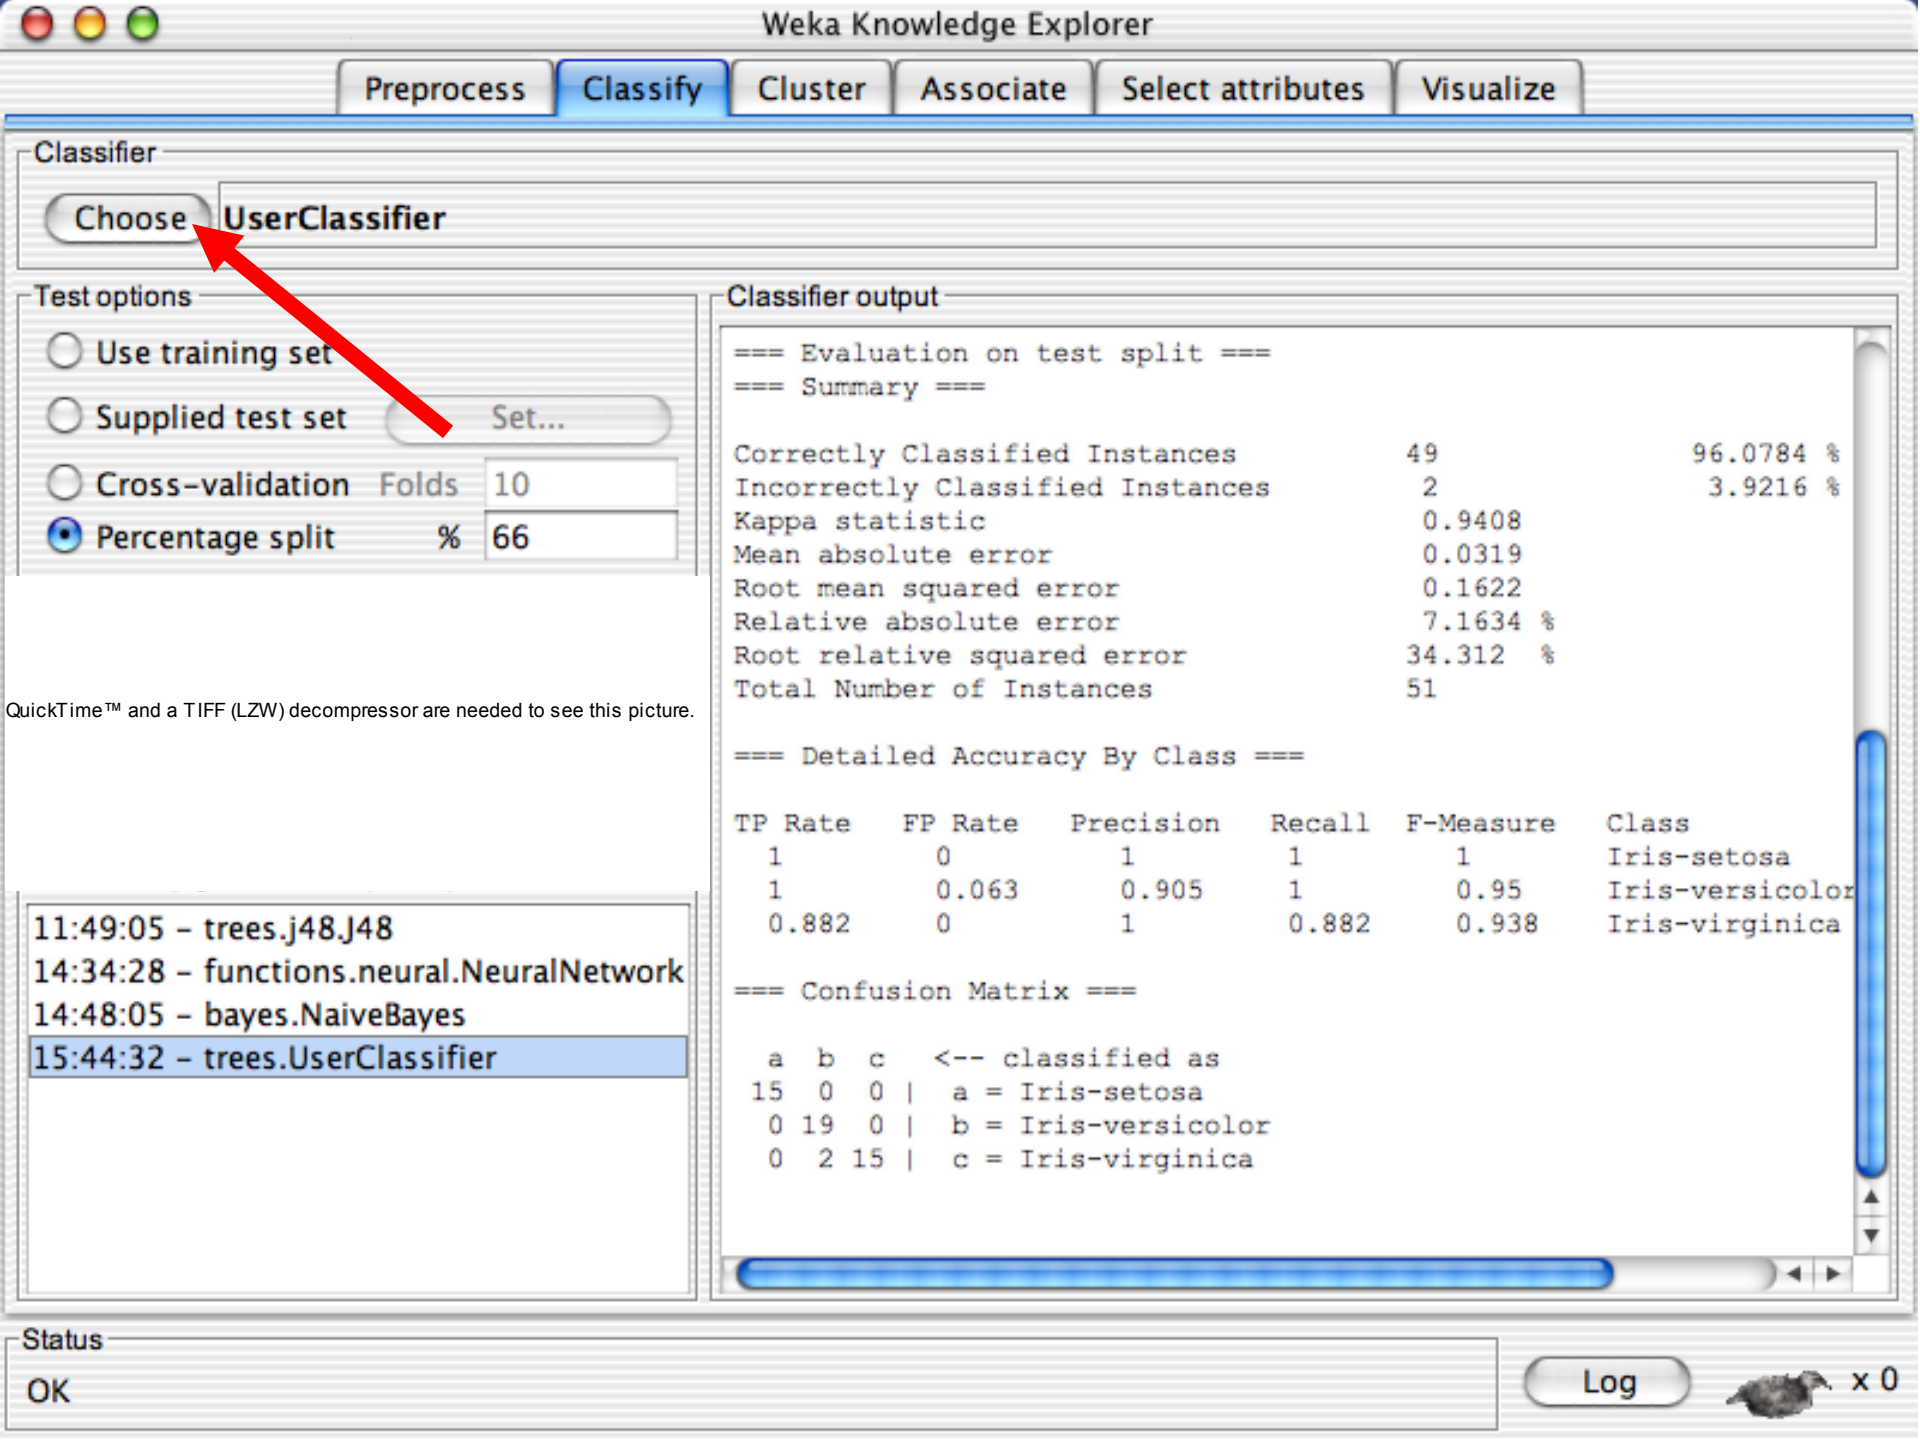 Weka Knowledge Explorer
Preprocess Classify Cluster Associate Select attributes Visualize
Classifier
Choose UserClassifier
Test options
Use training set
Supplied test set Set...
Cross-validation Folds 10
Percentage split % 66
QuickTime™ and a TIFF (LZW) decompressor are needed to see this picture.
11:49:05 – trees.j48.J48
14:34:28 – functions.neural.NeuralNetwork
14:48:05 – bayes.NaiveBayes
15:44:32 – trees.UserClassifier
Classifier output
=== Evaluation on test split ===
=== Summary ===
Correctly Classified Instances 49 96.0784 %
Incorrectly Classified Instances 2 3.9216 %
Kappa statistic 0.9408
Mean absolute error 0.0319
Root mean squared error 0.1622
Relative absolute error 7.1634 %
Root relative squared error 34.312 %
Total Number of Instances 51
=== Detailed Accuracy By Class ===
TP Rate FP Rate Precision Recall F-Measure Class
1 0 1 1 1 Iris-setosa
1 0.063 0.905 1 0.95 Iris-versicolor
0.882 0 1 0.882 0.938 Iris-virginica
=== Confusion Matrix ===
a b c <-- classified as
15 0 0 | a = Iris-setosa
0 19 0 | b = Iris-versicolor
0 2 15 | c = Iris-virginica
Status
OK
Log x 0